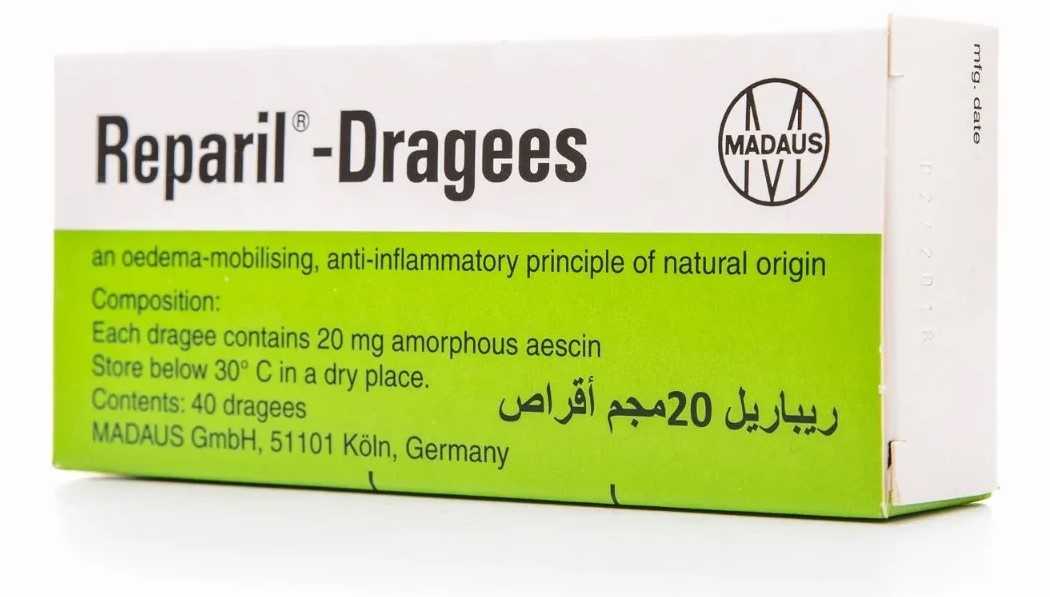 Reparil®-Dragees
MADAUS
an oedema-mobilising, anti-inflammatory principle of natural origin
Composition:
Each dragee contains 20 mg amorphous aescin
Store below 30° C in a dry place.
Contents: 40 dragees
MADAUS GmbH, 51101 Köln, Germany
ريباريل 20مجم أقراص
mfg. date